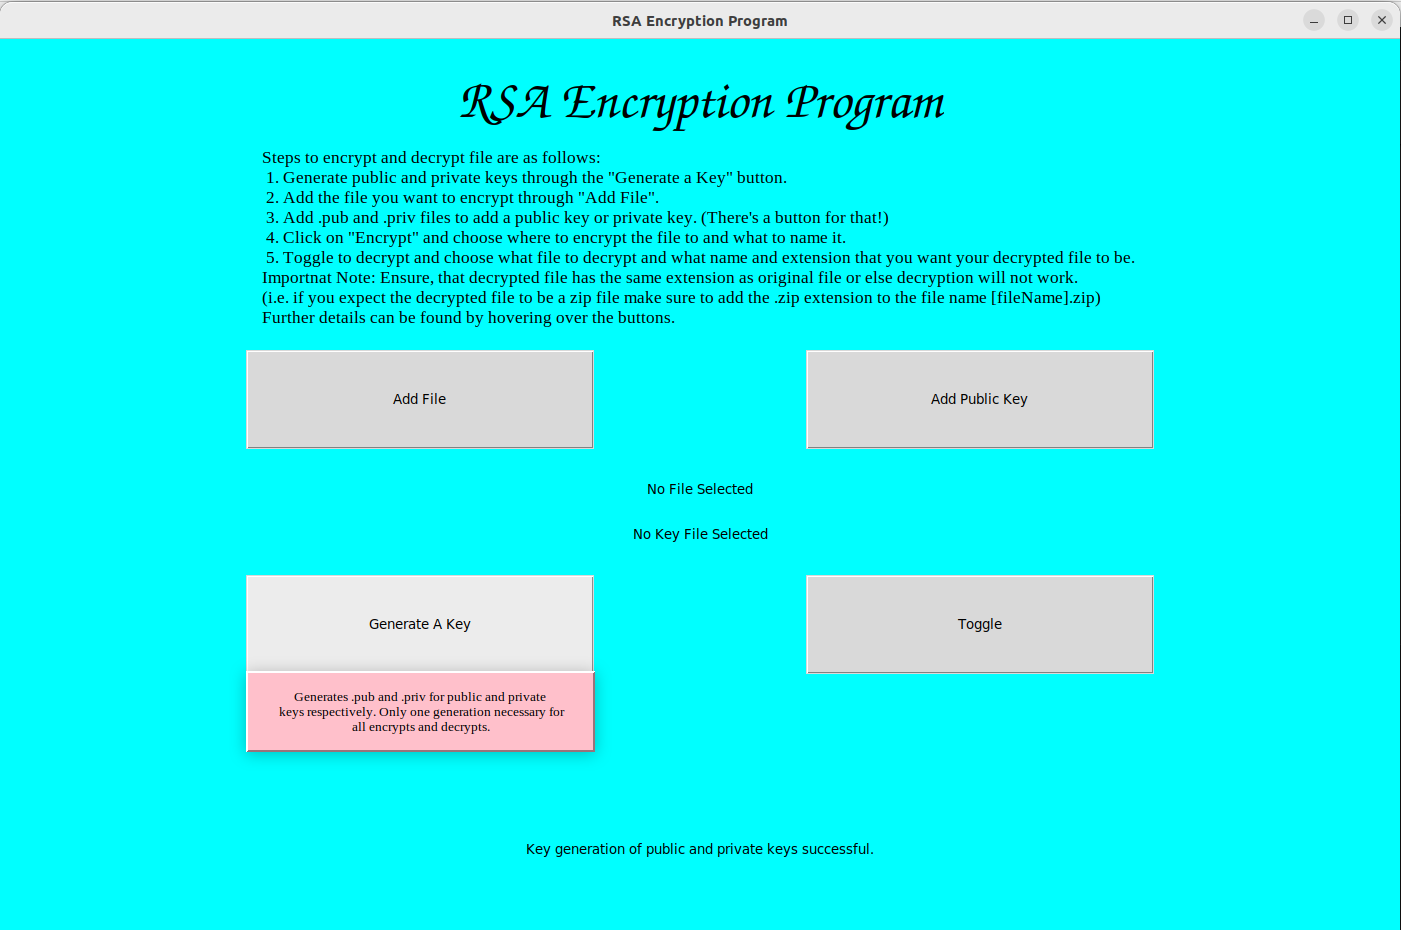 RSA Encryption Program
RSA Encryption Program
Steps to encrypt and decrypt file are as follows:
1. Generate public and private keys through the "Generate a Key" button.
2. Add the file you want to encrypt through "Add File".
3. Add .pub and .priv files to add a public key or private key. (There's a button for that!)
4. Click on "Encrypt" and choose where to encrypt the file to and what to name it.
5. Toggle to decrypt and choose what file to decrypt and what name and extension that you want your decrypted file to be.
Importnat Note: Ensure, that decrypted file has the same extension as original file or else decryption will not work.
(i.e. if you expect the decrypted file to be a zip file make sure to add the .zip extension to the file name [fileName].zip)
Further details can be found by hovering over the buttons.
Add File
Add Public Key
No File Selected
No Key File Selected
Generate A Key
Toggle
Generates .pub and .priv for public and private
keys respectively. Only one generation necessary for
all encrypts and decrypts.
Key generation of public and private keys successful.